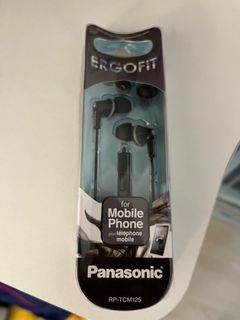 ERGOFIT
for
Mobile
Phone
pour téléphone
mobile
Panasonic
RP-TCM125